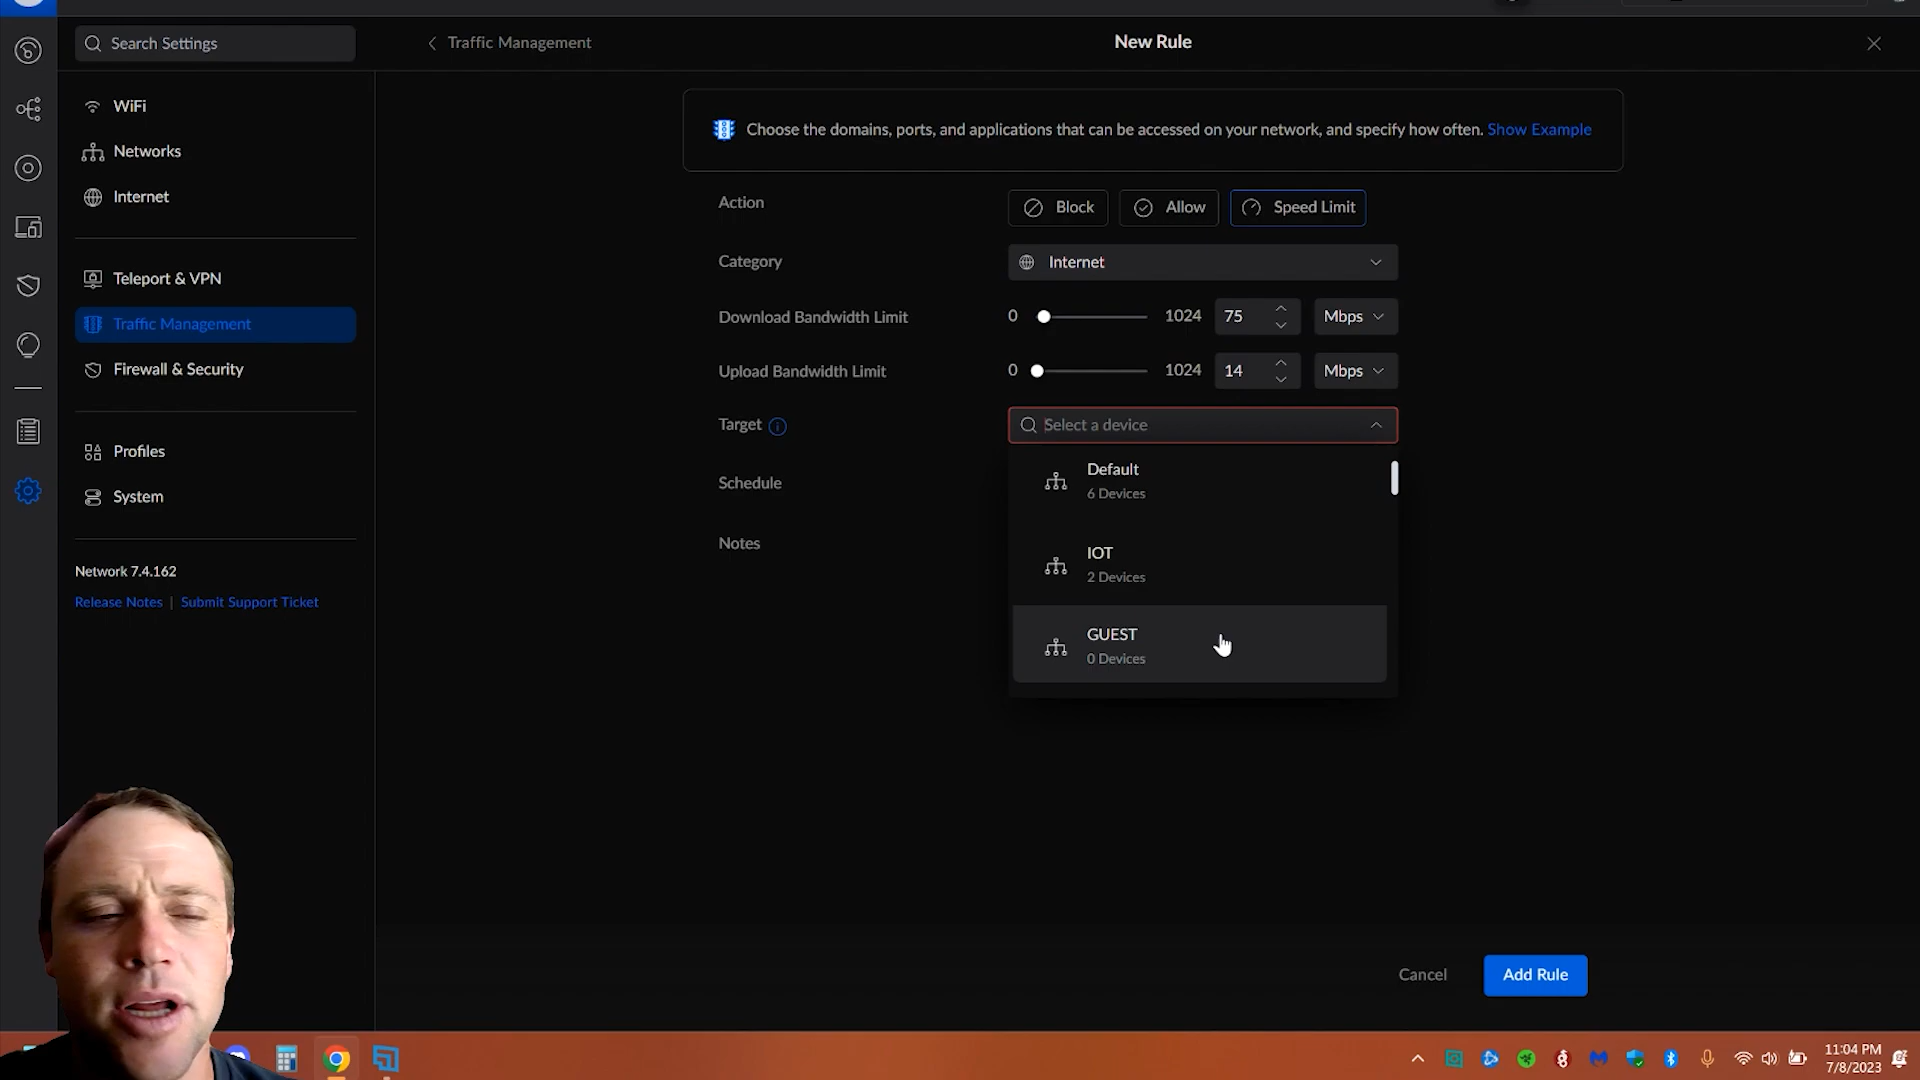 Search Settings
Traffic Management
New Rule
WiFi
Networks
Internet
Teleport & VPN
Traffic Management
Firewall & Security
Profiles
System
Network 7.4.162
Release Notes | Submit Support Ticket
Choose the domains, ports, and applications that can be accessed on your network, and specify how often. Show Example
Action
Block
Allow
Speed Limit
Category
Internet
Download Bandwidth Limit
0
1024
75
Mbps
Upload Bandwidth Limit
0
1024
14
Mbps
Target
Select a device
Default
6 Devices
IOT
2 Devices
GUEST
0 Devices
Schedule
Notes
Cancel
Add Rule
11:04 PM
7/8/2023